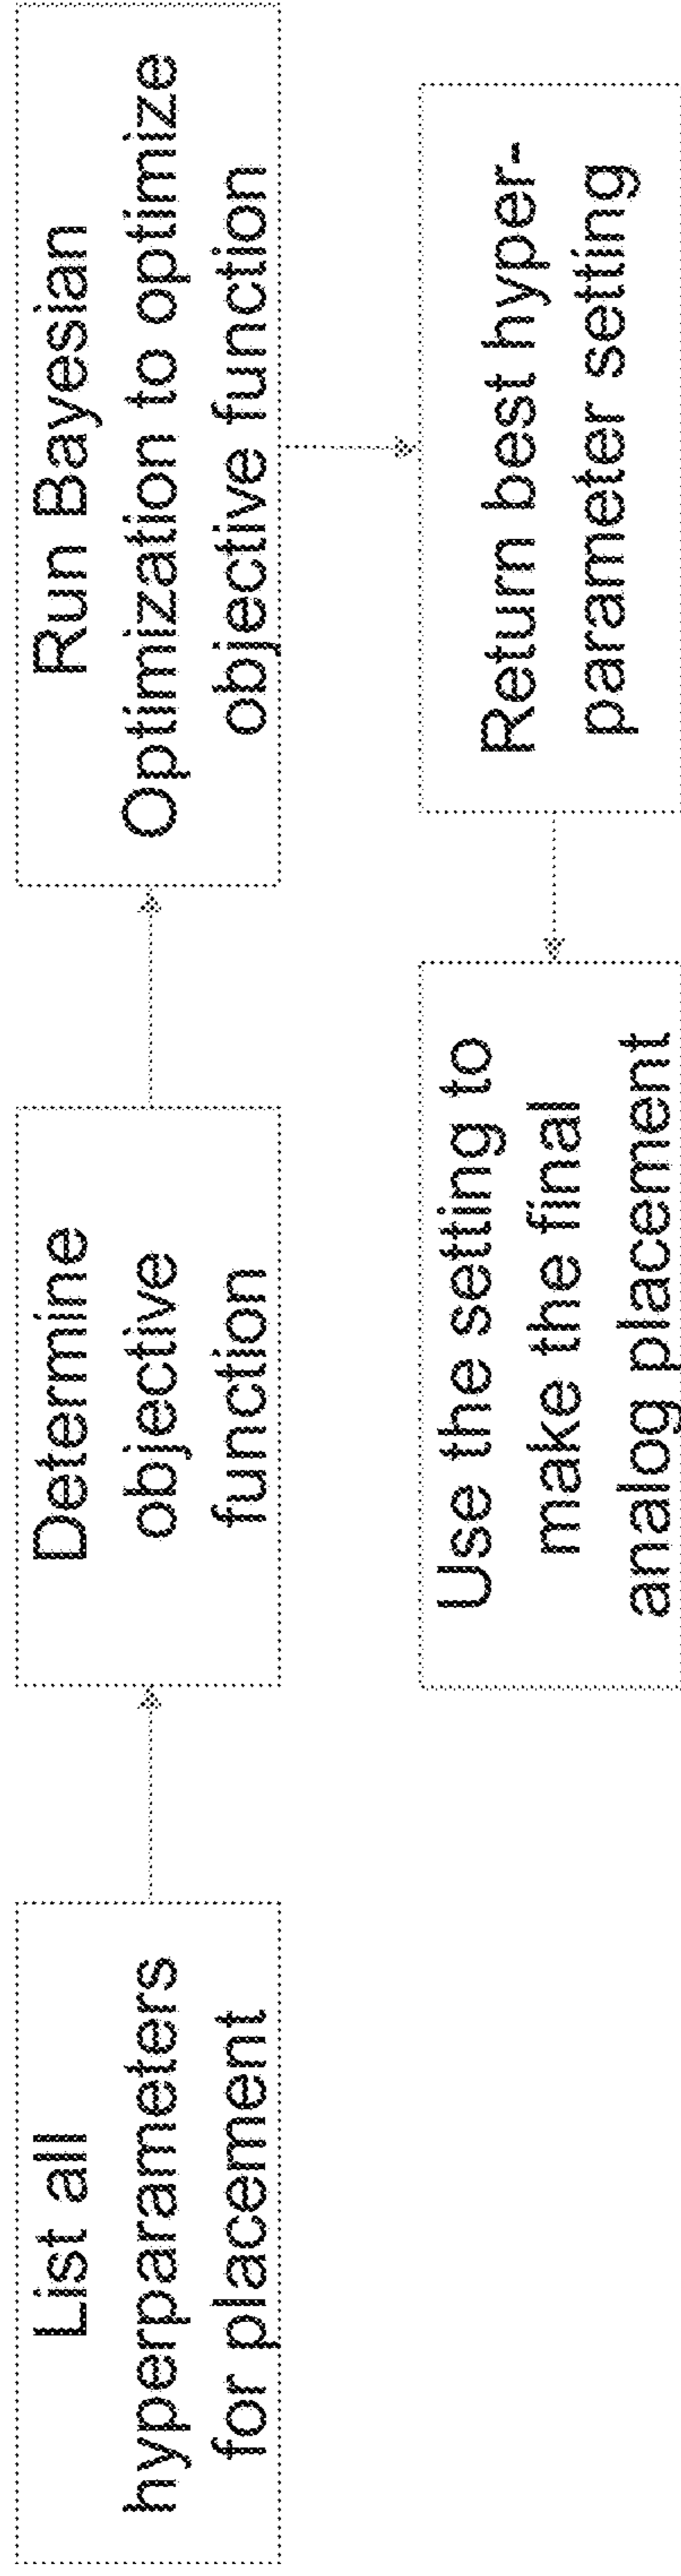 List all
hyperparameters
for placement
Determine
objective
function
Run Bayesian
Optimization to optimize
objective function
Return best hyper-
parameter setting
Use the setting to
make the final
analog placement